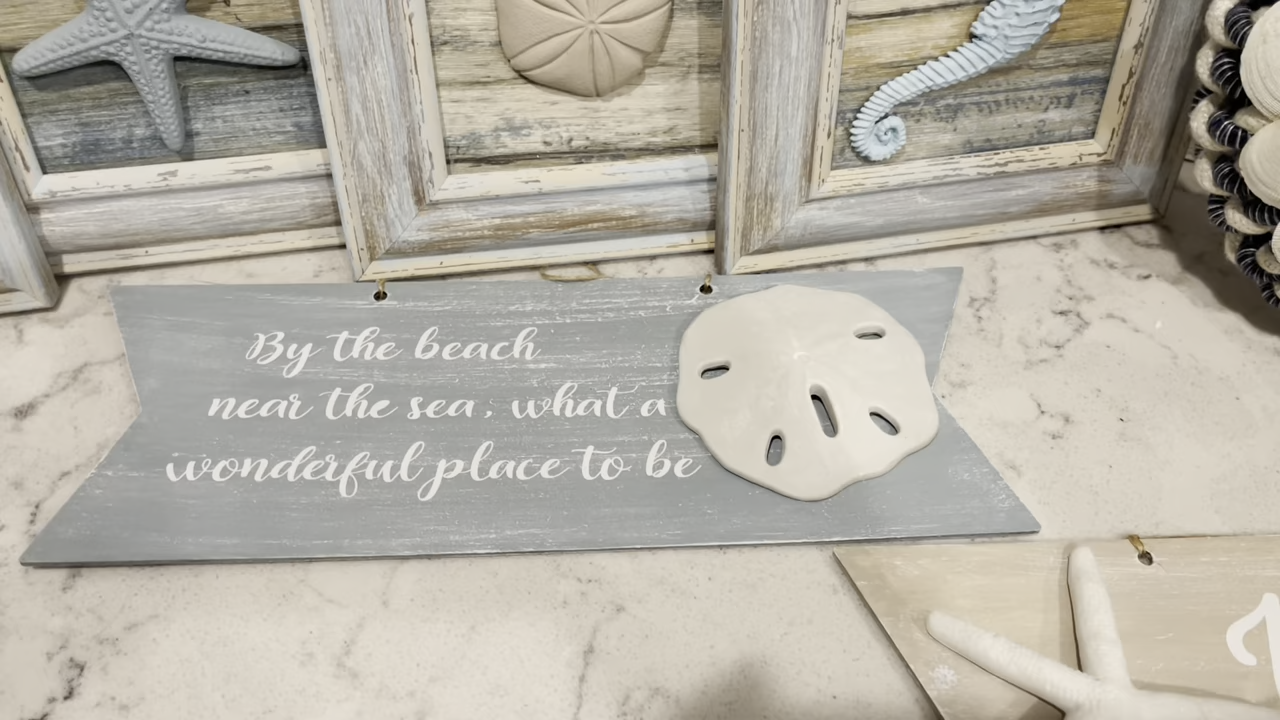 By the beach
near the sea, what a
wonderful place to be